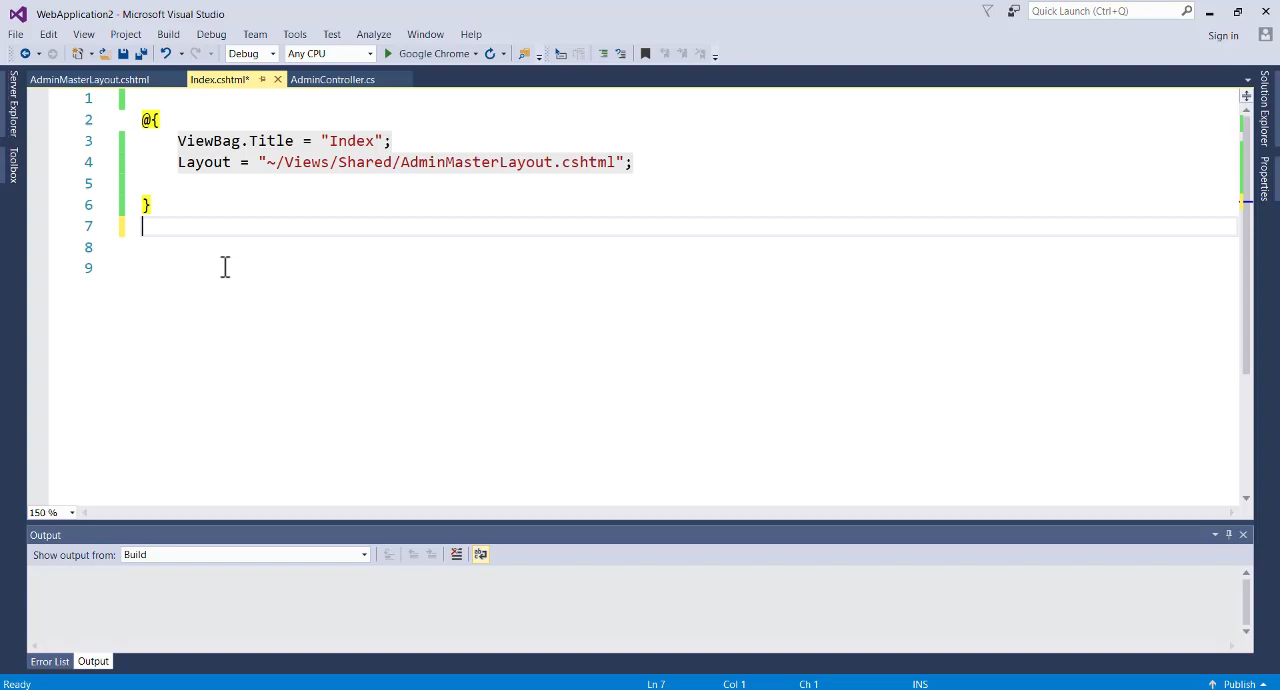 WebApplication2 - Microsoft Visual Studio
Quick Launch (Ctrl+Q)
File Edit View Project Build Debug Team Tools Test Analyze Window Help
Sign in
Debug Any CPU Google Chrome
AdminMasterLayout.cshtml Index.cshtml* AdminController.cs
Server Explorer
Toolbox
Solution Explorer
Properties
1
2 @{
3 ViewBag.Title = "Index";
4 Layout = "~/Views/Shared/AdminMasterLayout.cshtml";
5
6 }
7
8
9
150 %
Output
Show output from: Build
Error List Output
Ready Ln 7 Col 1 Ch 1 INS Publish